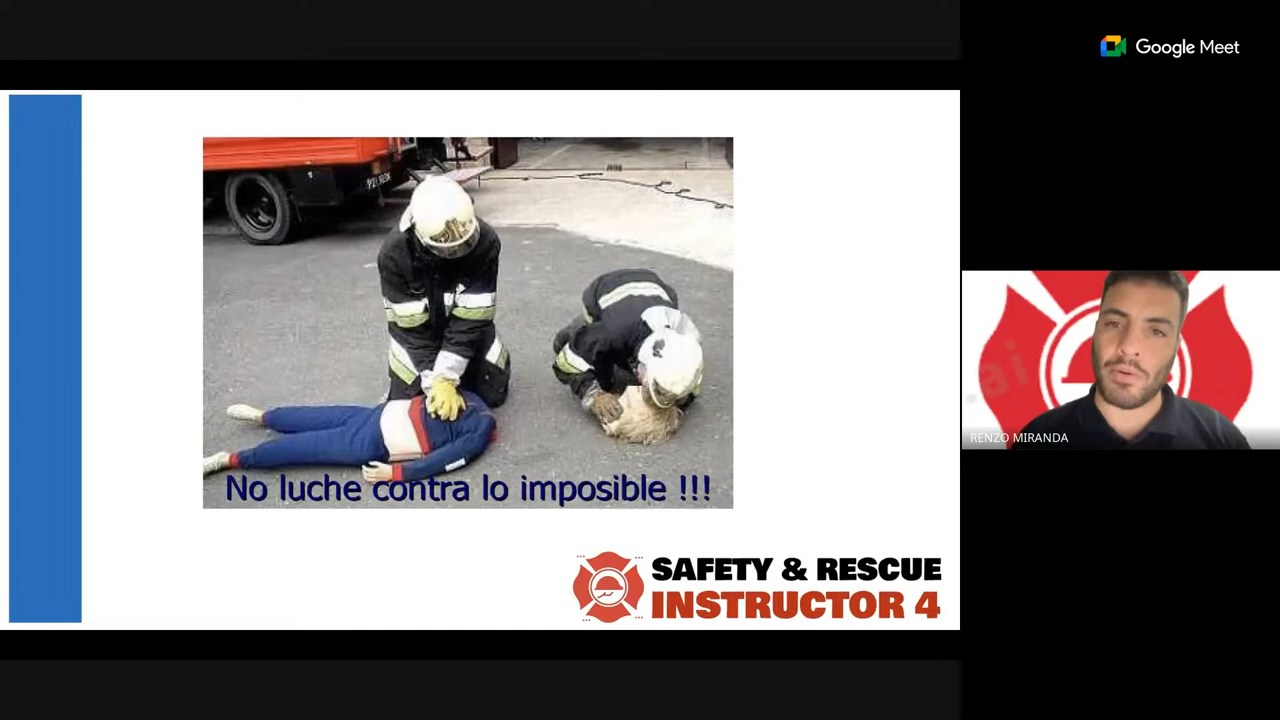 Google Meet
No luche contra lo imposible !!!
SAFETY & RESCUE
INSTRUCTOR 4
RENZO MIRANDA